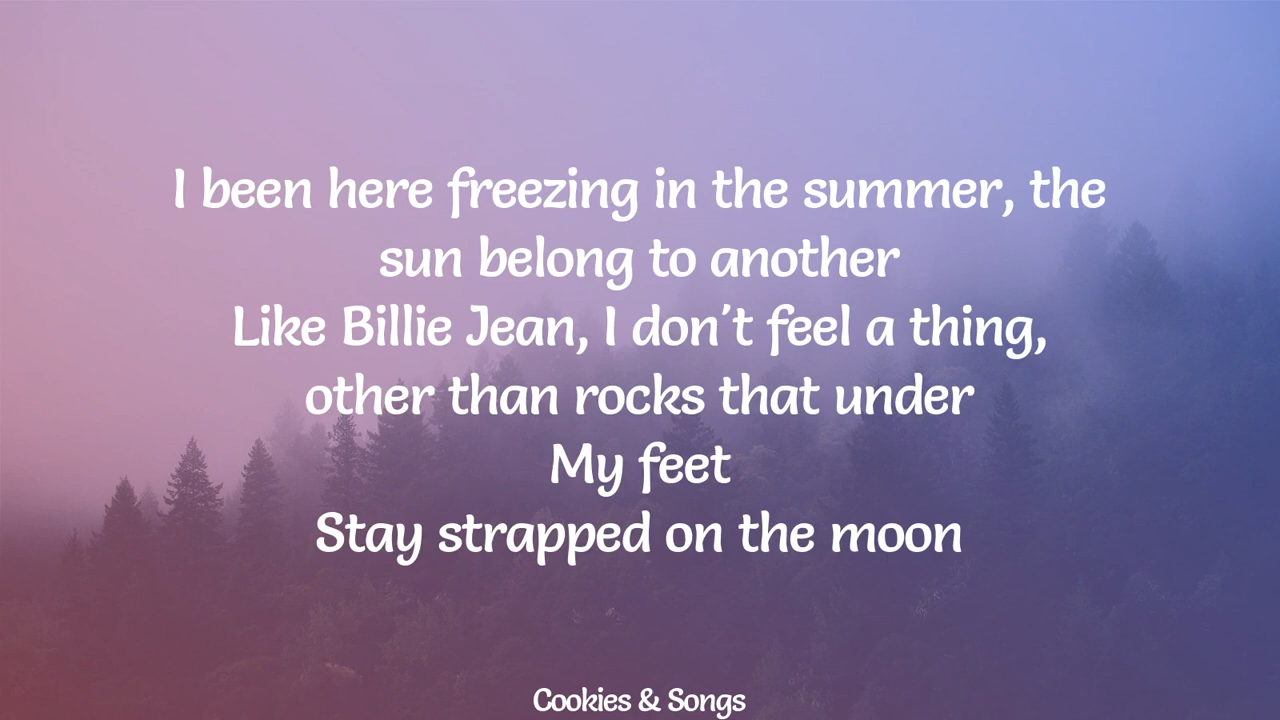 I been here freezing in the summer, the
sun belong to another
Like Billie Jean, I don't feel a thing,
other than rocks that under
My feet
Stay strapped on the moon
Cookies & Songs